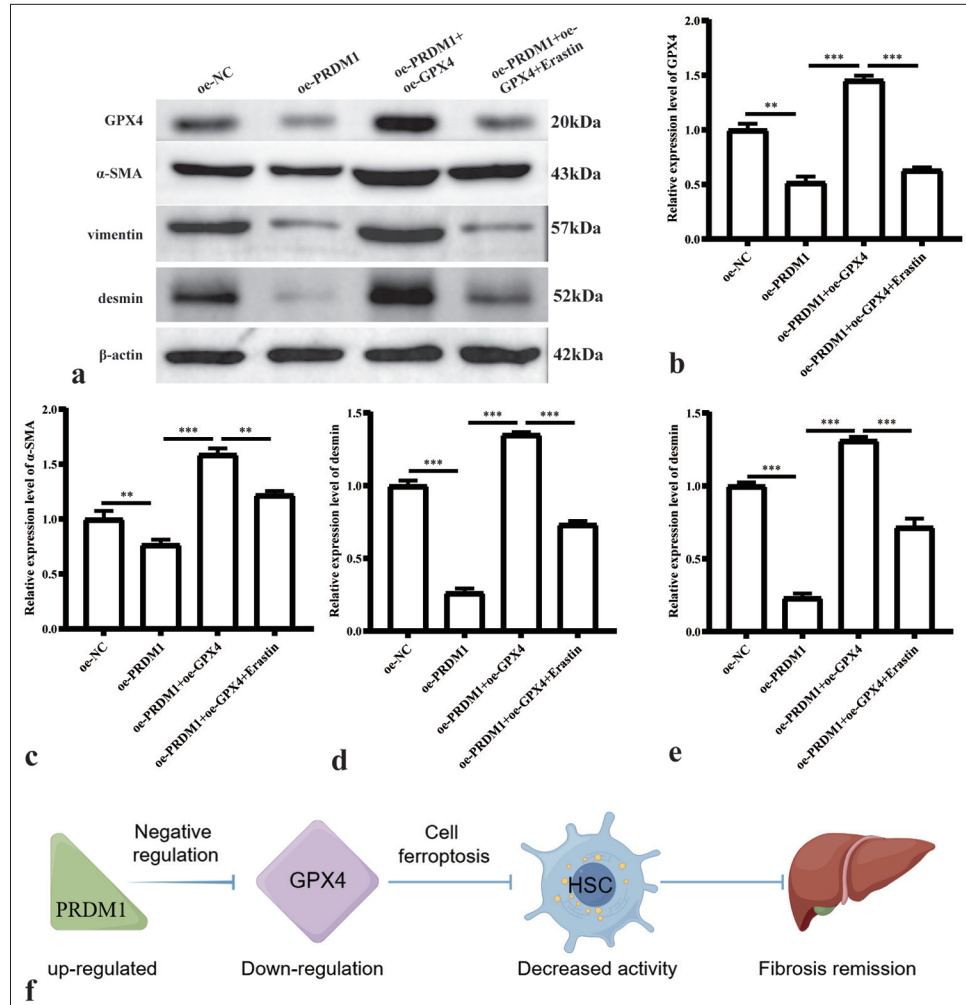 oe-NC
oe-PRDM1
oe-PRDM1+
oe-GPX4
oe-PRDM1+oe-
GPX4+Erastin
GPX4
20kDa
α-SMA
43kDa
vimentin
57kDa
desmin
52kDa
β-actin
42kDa
a
Relative expression level of GPX4
2.0
1.5
1.0
0.5
0.0
**
***
***
oe-NC
oe-PRDM1
oe-PRDM1+oe-GPX4
oe-PRDM1+oe-GPX4+Erastin
b
Relative expression level of α-SMA
2.0
1.5
1.0
0.5
0.0
**
***
**
oe-NC
oe-PRDM1
oe-PRDM1+oe-GPX4
oe-PRDM1+oe-GPX4+Erastin
c
Relative expression level of desmin
1.5
1.0
0.5
0.0
***
***
***
oe-NC
oe-PRDM1
oe-PRDM1+oe-GPX4
oe-PRDM1+oe-GPX4+Erastin
d
Relative expression level of desmin
1.5
1.0
0.5
0.0
***
***
***
oe-NC
oe-PRDM1
oe-PRDM1+oe-GPX4
oe-PRDM1+oe-GPX4+Erastin
e
Negative
regulation
Cell
ferroptosis
PRDM1
GPX4
HSC
up-regulated
Down-regulation
Decreased activity
Fibrosis remission
f